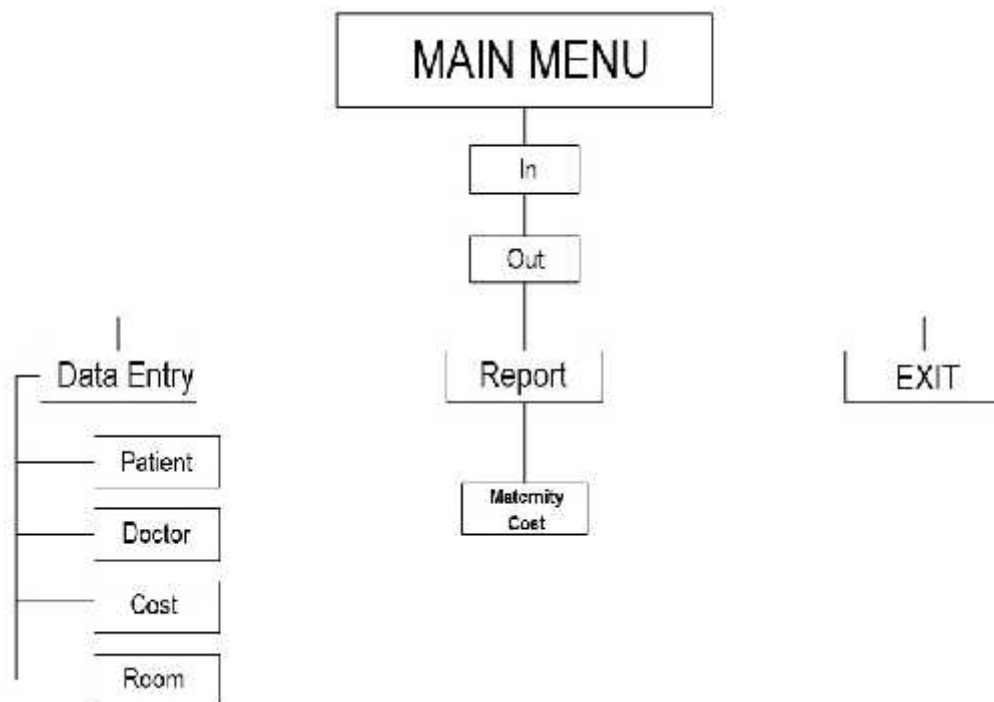 MAIN MENU
In
Out
Data Entry
Report
EXIT
Patient
Doctor
Cost
Room
Maternity
Cost